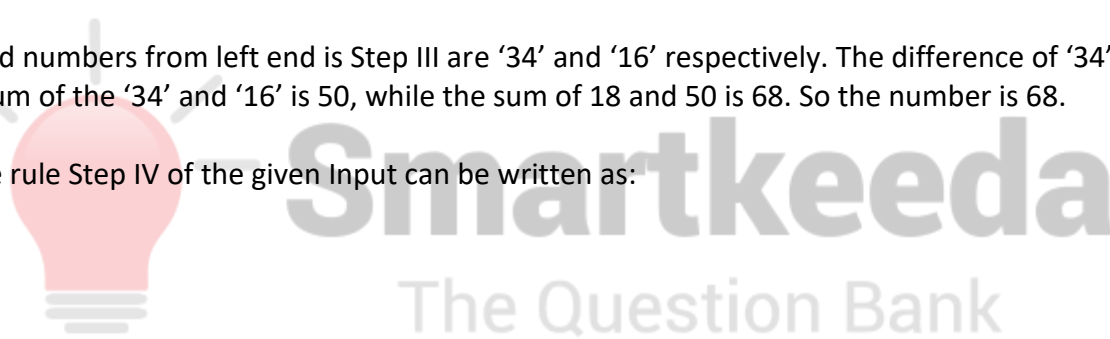 d numbers from left end is Step III are ‘34’ and ‘16’ respectively. The difference of ‘34’
um of the ‘34’ and ‘16’ is 50, while the sum of 18 and 50 is 68. So the number is 68.
e rule Step IV of the given Input can be written as:
Smartkeeda
The Question Bank